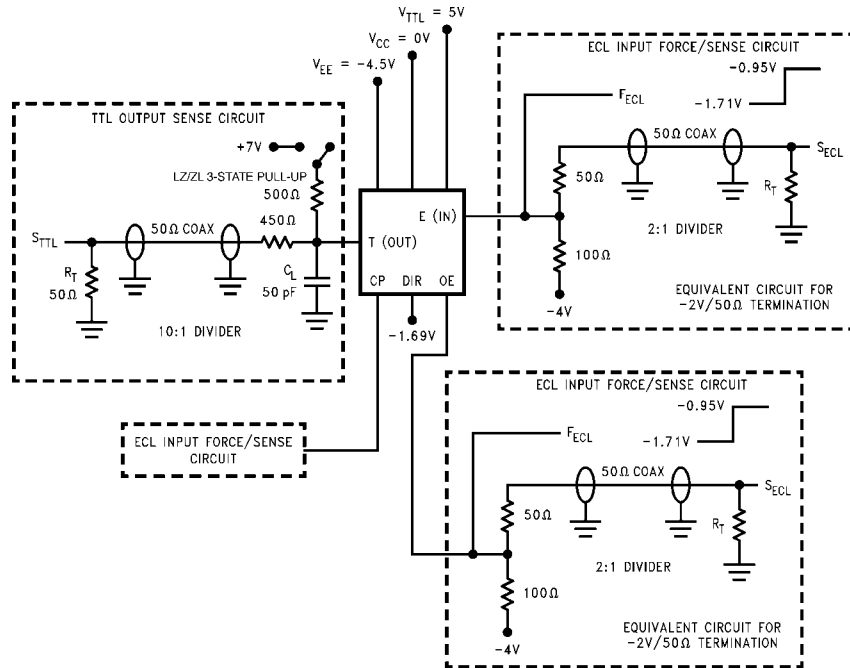 V_TTL = 5V
V_CC = 0V
V_EE = -4.5V
TTL OUTPUT SENSE CIRCUIT
+7V
LZ/ZL 3-STATE PULL-UP
500Ω
450Ω
50Ω COAX
S_TTL
R_T
50Ω
C_L
50 pF
10:1 DIVIDER
E (IN)
T (OUT)
CP DIR OE
-1.69V
ECL INPUT FORCE/SENSE CIRCUIT
-0.95V
-1.71V
F_ECL
50Ω COAX
S_ECL
50Ω
R_T
2:1 DIVIDER
100Ω
-4V
EQUIVALENT CIRCUIT FOR
-2V/50Ω TERMINATION
ECL INPUT FORCE/SENSE
CIRCUIT
ECL INPUT FORCE/SENSE CIRCUIT
-0.95V
-1.71V
F_ECL
50Ω COAX
S_ECL
50Ω
R_T
2:1 DIVIDER
100Ω
-4V
EQUIVALENT CIRCUIT FOR
-2V/50Ω TERMINATION